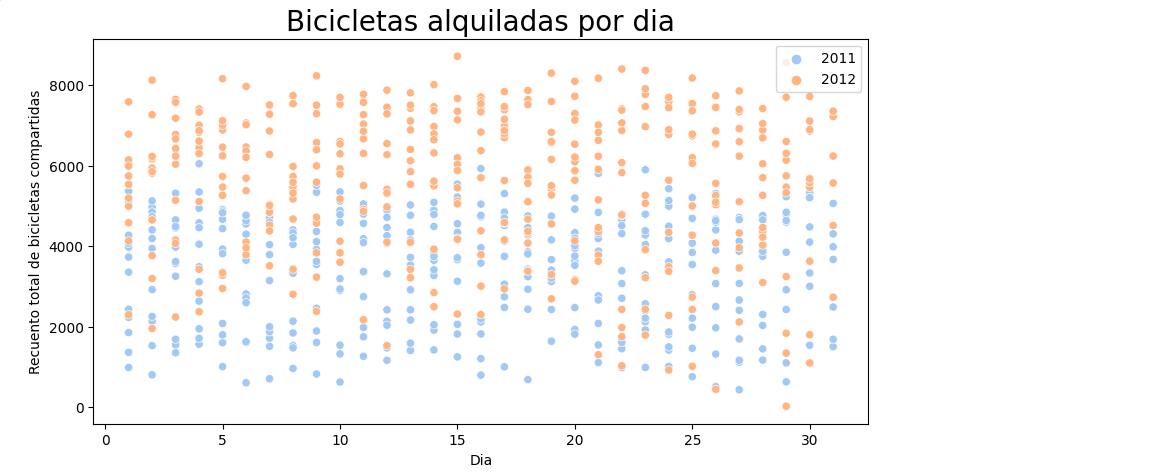 Bicicletas alquiladas por dia
2011
2012
Recuento total de bicicletas compartidas
8000
6000
4000
2000
0
0 5 10 15 20 25 30
Dia